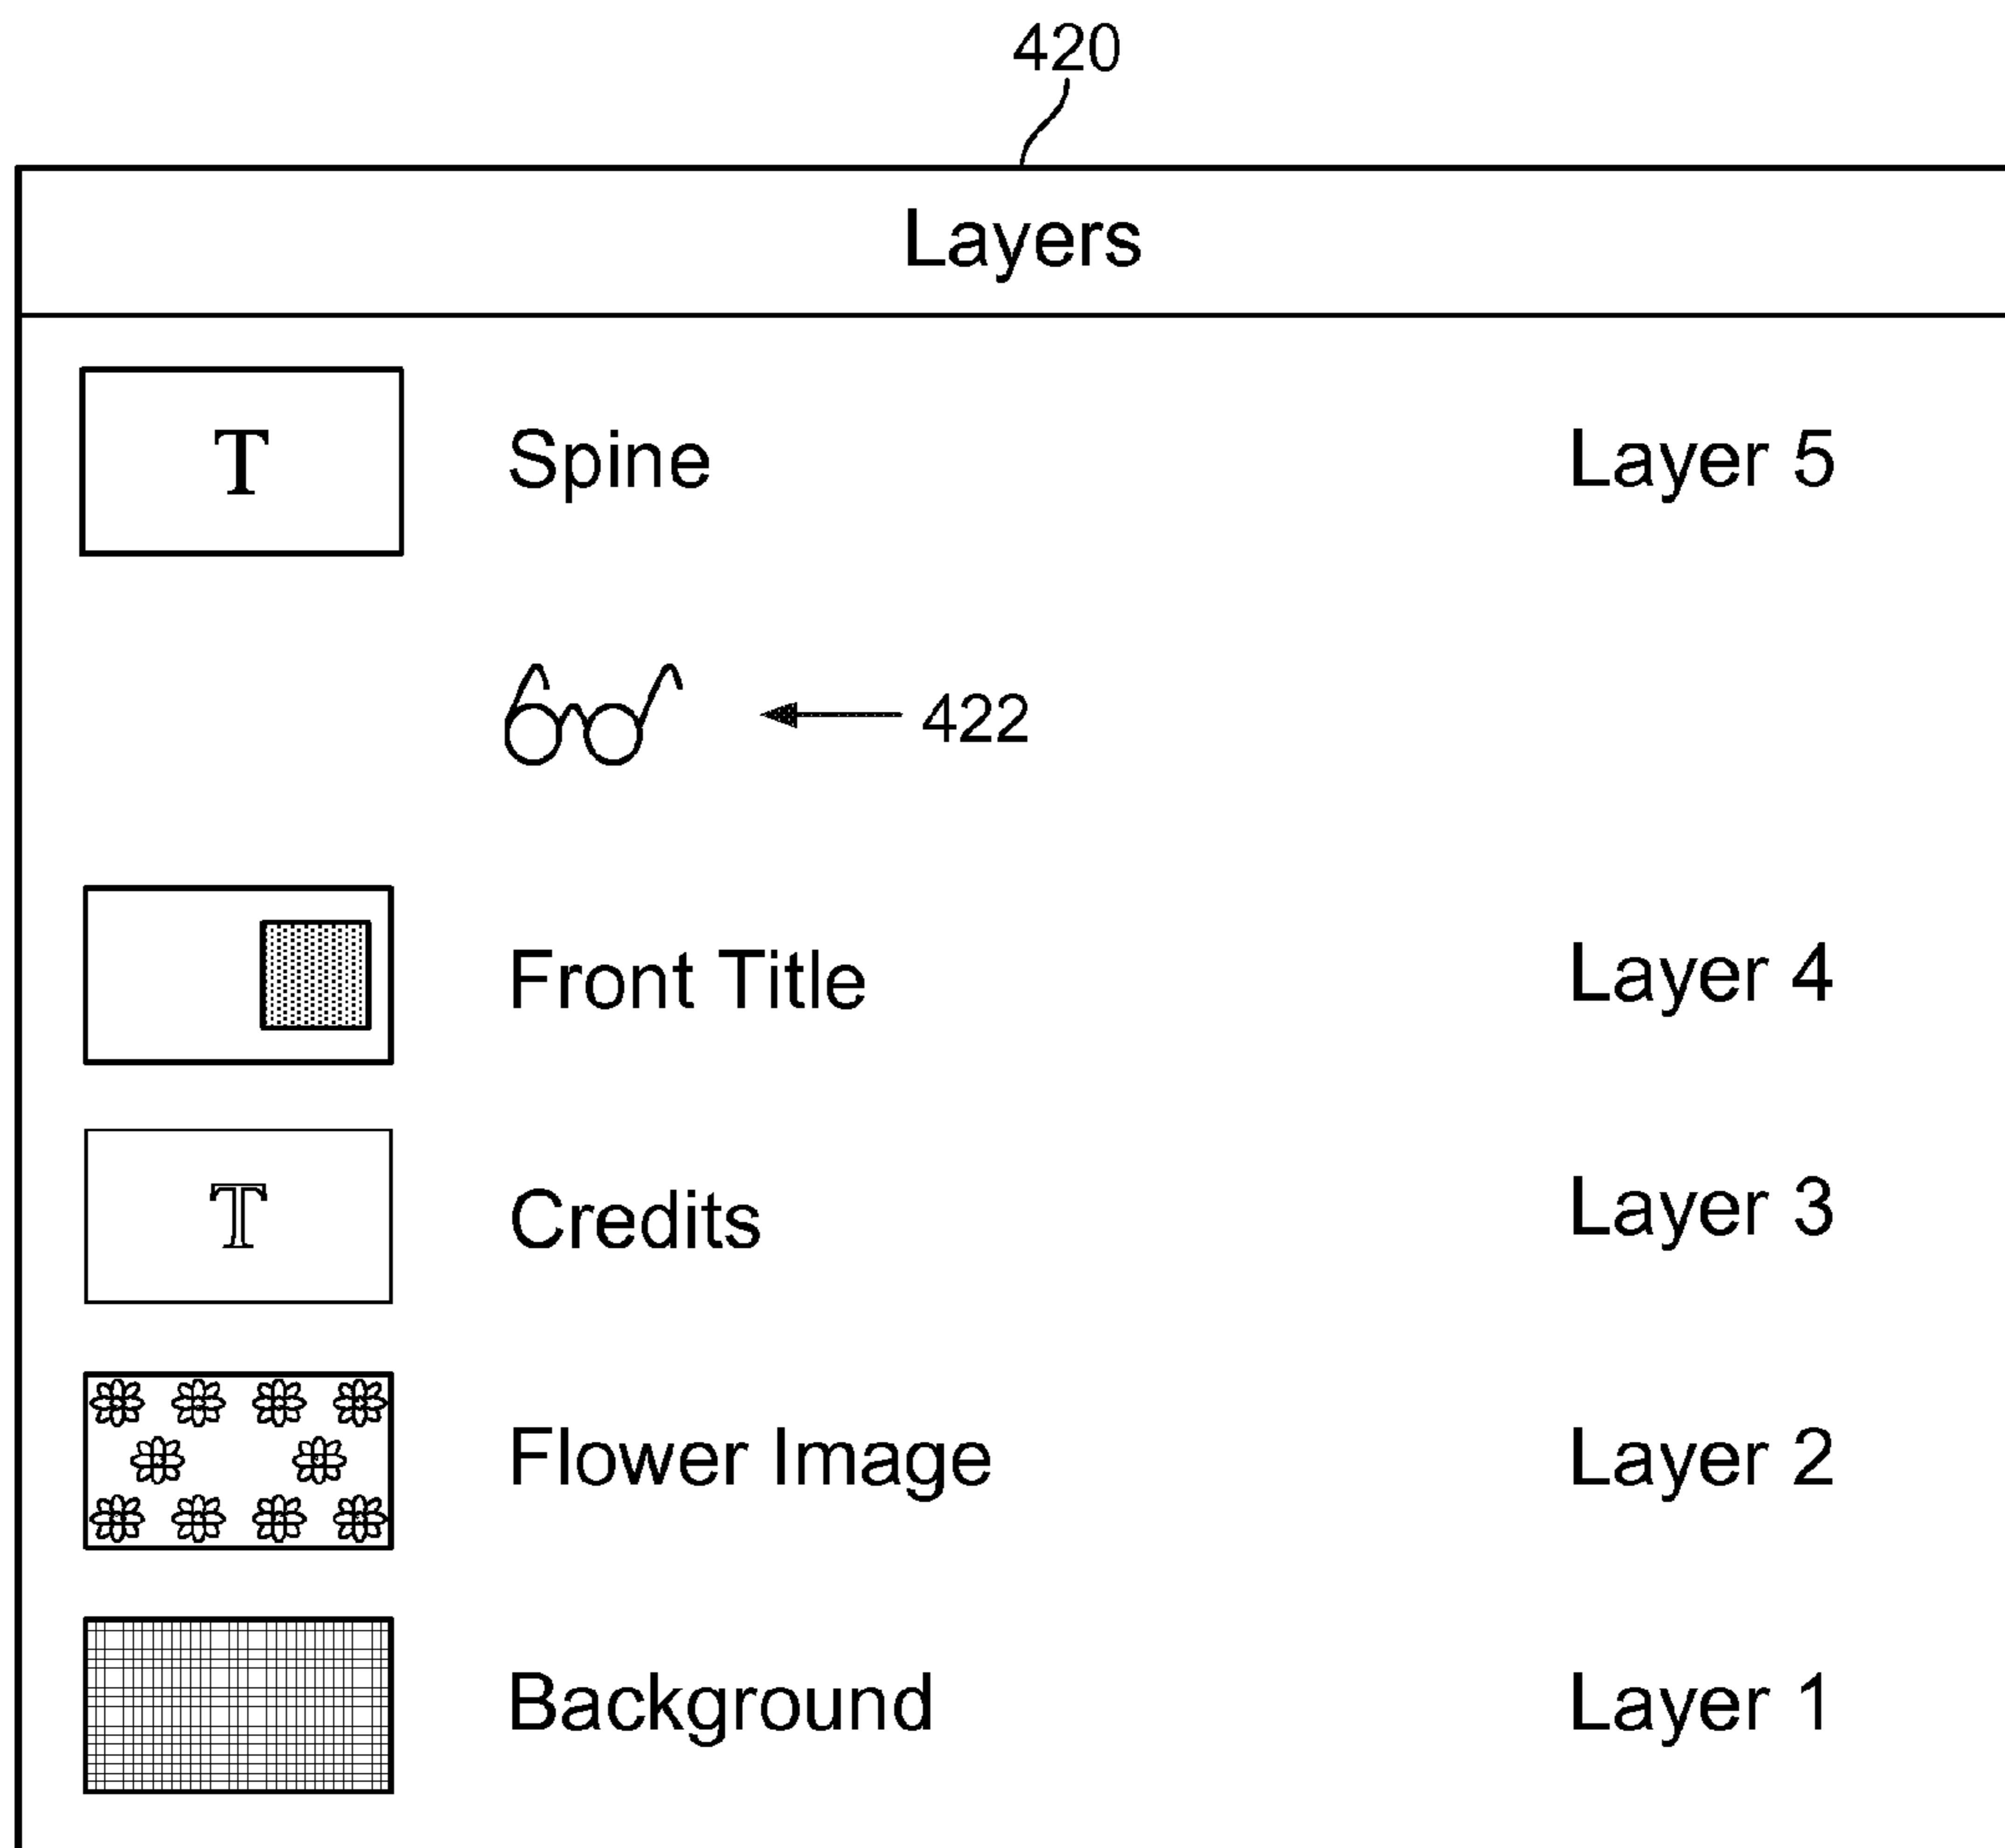 420
Layers
T Spine Layer 5
422
Front Title Layer 4
T Credits Layer 3
Flower Image Layer 2
Background Layer 1